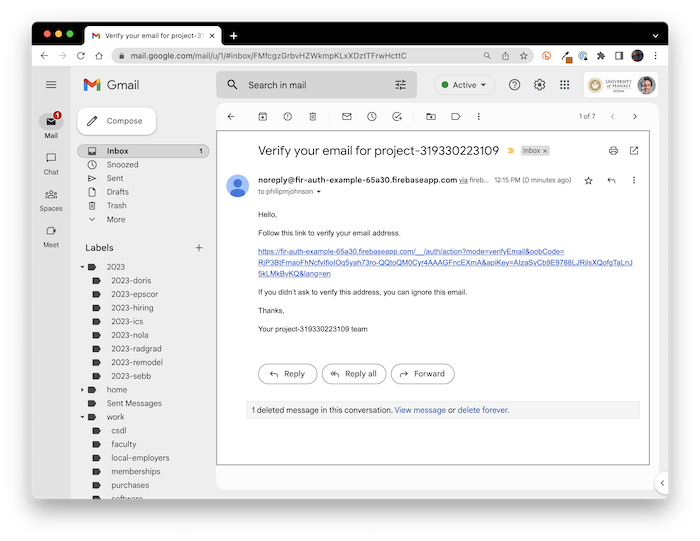 Verify your email for project-319
mail.google.com/mail/u/1/#inbox/FMfcgzGrbvHZWkmpKLxXDztTFrwHcttC
Gmail
Search in mail
Active
UNIVERSITY
of HAWAI'I
1
Mail
Chat
Spaces
Meet
Compose
Inbox 1
Snoozed
Sent
Drafts
Trash
More
Labels
2023
2023-doris
2023-epscor
2023-hiring
2023-ics
2023-nola
2023-radgrad
2023-remodel
2023-sebb
home
Sent Messages
work
csdl
faculty
local-employers
memberships
purchases
software
1 of 7
Verify your email for project-319330223109
Inbox x
noreply@fir-auth-example-65a30.firebaseapp.com via fireb... 12:15 PM (0 minutes ago)
to philipmjohnson
Hello,
Follow this link to verify your email address.
https://fir-auth-example-65a30.firebaseapp.com/__/auth/action?mode=verifyEmail&oobCode=
RjP3BtFmaoFhNcfvIfioIOq5yah73ro-QQtoQM0Cyr4AAAGFncEXmA&apiKey=AIzaSyCb9E9788LJRjIsXQofgTaLnJ
5kLMkBvKQ&lang=en
If you didn't ask to verify this address, you can ignore this email.
Thanks,
Your project-319330223109 team
Reply
Reply all
Forward
1 deleted message in this conversation. View message or delete forever.